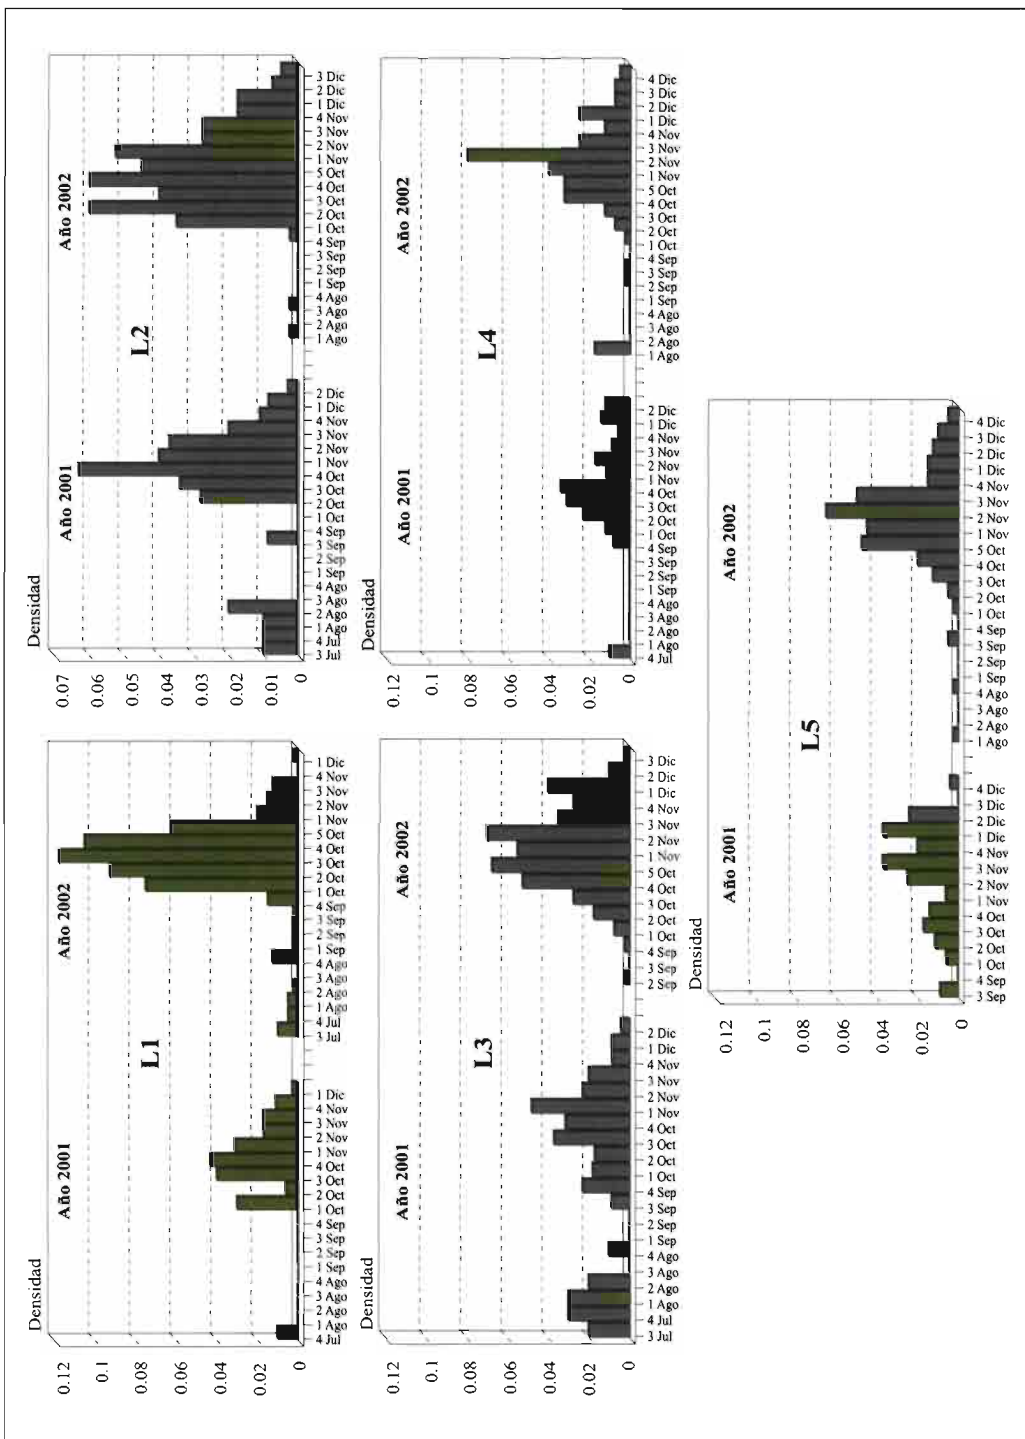 Densidad
0.12
0.1
0.08
0.06
0.04
0.02
0
Año 2001
L1
Año 2002
4 Jul
1 Ago
2 Ago
3 Ago
4 Ago
1 Sep
2 Sep
3 Sep
4 Sep
1 Oct
2 Oct
3 Oct
4 Oct
1 Nov
2 Nov
3 Nov
4 Nov
1 Dic
3 Jul
4 Jul
1 Ago
2 Ago
3 Ago
4 Ago
1 Sep
2 Sep
3 Sep
4 Sep
1 Oct
2 Oct
3 Oct
4 Oct
5 Oct
1 Nov
2 Nov
3 Nov
4 Nov
1 Dic
Densidad
0.07
0.06
0.05
0.04
0.03
0.02
0.01
0
Año 2001
L2
Año 2002
3 Jul
4 Jul
1 Ago
2 Ago
3 Ago
4 Ago
1 Sep
2 Sep
3 Sep
4 Sep
1 Oct
2 Oct
3 Oct
4 Oct
1 Nov
2 Nov
3 Nov
4 Nov
1 Dic
2 Dic
1 Ago
2 Ago
3 Ago
4 Ago
1 Sep
2 Sep
3 Sep
4 Sep
1 Oct
2 Oct
3 Oct
4 Oct
5 Oct
1 Nov
2 Nov
3 Nov
4 Nov
1 Dic
2 Dic
3 Dic
Densidad
0.12
0.1
0.08
0.06
0.04
0.02
0
Año 2001
L3
Año 2002
3 Jul
4 Jul
1 Ago
2 Ago
3 Ago
4 Ago
1 Sep
2 Sep
3 Sep
4 Sep
1 Oct
2 Oct
3 Oct
4 Oct
1 Nov
2 Nov
3 Nov
4 Nov
1 Dic
2 Dic
2 Sep
3 Sep
4 Sep
1 Oct
2 Oct
3 Oct
4 Oct
5 Oct
1 Nov
2 Nov
3 Nov
4 Nov
1 Dic
2 Dic
3 Dic
Densidad
0.12
0.1
0.08
0.06
0.04
0.02
0
Año 2001
L4
Año 2002
4 Jul
1 Ago
2 Ago
3 Ago
4 Ago
1 Sep
2 Sep
3 Sep
4 Sep
1 Oct
2 Oct
3 Oct
4 Oct
1 Nov
2 Nov
3 Nov
4 Nov
1 Dic
2 Dic
1 Ago
2 Ago
3 Ago
4 Ago
1 Sep
2 Sep
3 Sep
4 Sep
1 Oct
2 Oct
3 Oct
4 Oct
5 Oct
1 Nov
2 Nov
3 Nov
4 Nov
1 Dic
2 Dic
3 Dic
4 Dic
Densidad
0.12
0.1
0.08
0.06
0.04
0.02
0
Año 2001
L5
Año 2002
3 Sep
4 Sep
1 Oct
2 Oct
3 Oct
4 Oct
1 Nov
2 Nov
3 Nov
4 Nov
1 Dic
2 Dic
3 Dic
4 Dic
1 Ago
2 Ago
3 Ago
4 Ago
1 Sep
2 Sep
3 Sep
4 Sep
1 Oct
2 Oct
3 Oct
4 Oct
5 Oct
1 Nov
2 Nov
3 Nov
4 Nov
1 Dic
2 Dic
3 Dic
4 Dic